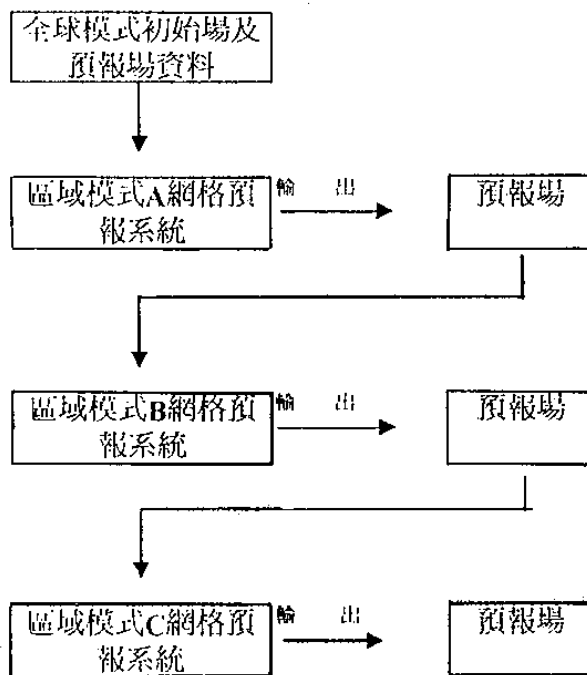 全球模式初始場及
預報場資料
區域模式A網格預
報系統
輸 出
預報場
區域模式B網格預
報系統
輸 出
預報場
區域模式C網格預
報系統
輸 出
預報場